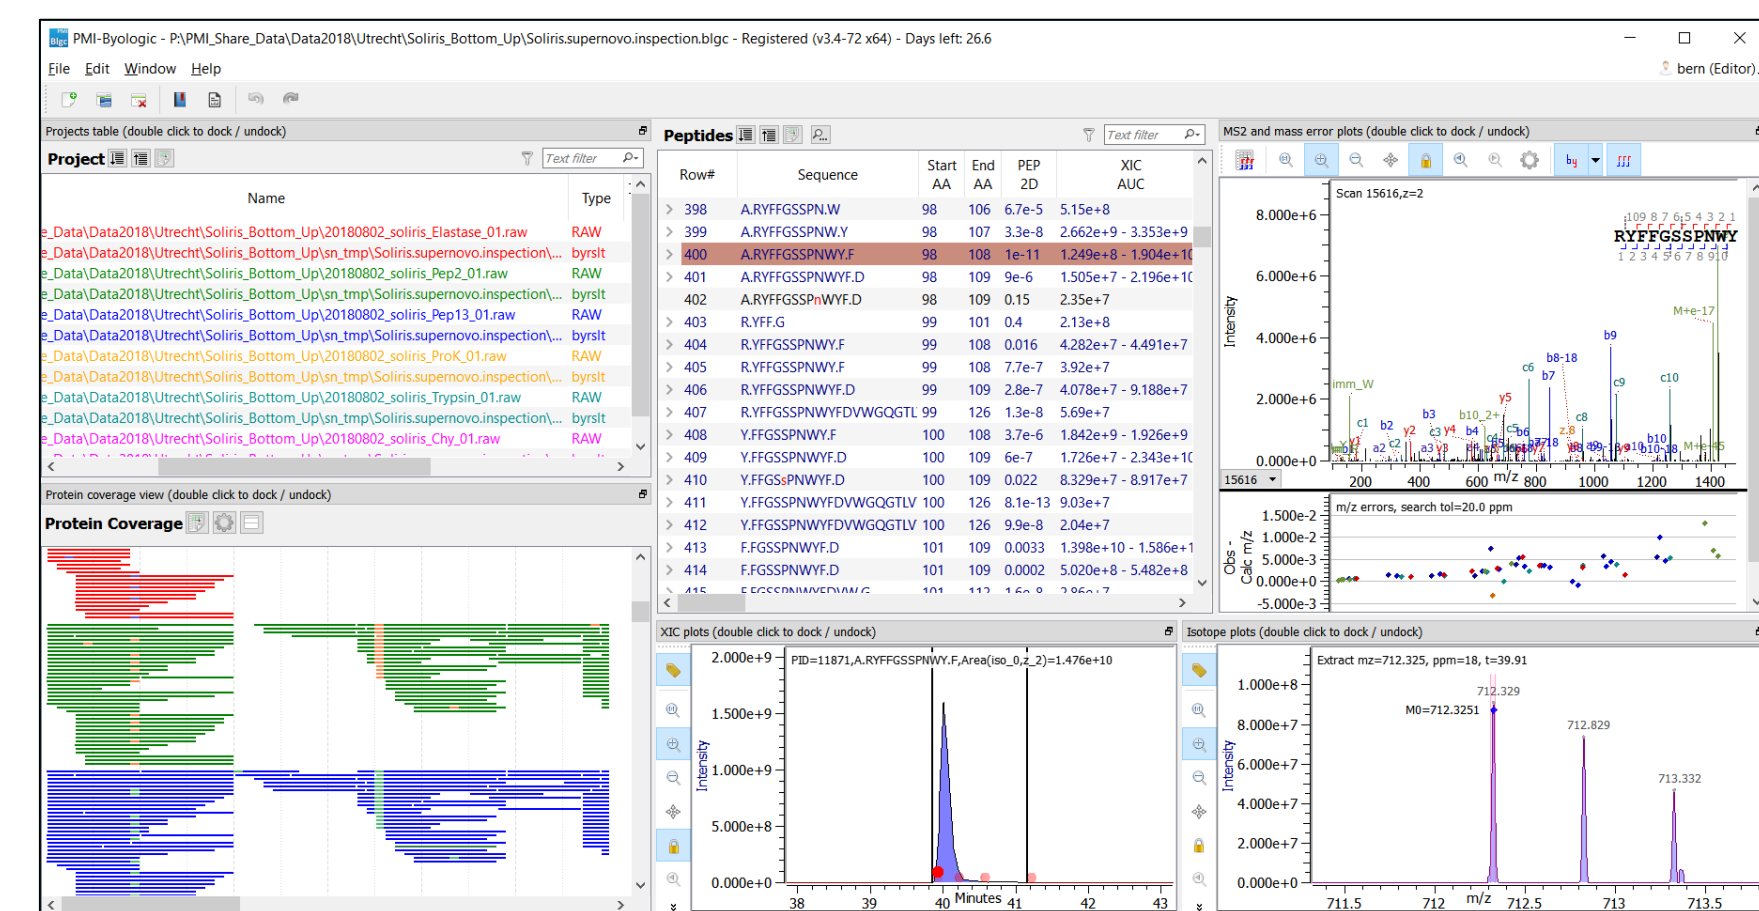 PMI-Byologic - P:\PMI_Share_Data\Data2018\Utrecht\Soliris_Bottom_Up\Soliris.supernovo.inspection.blgc - Registered (v3.4-72 x64) - Days left: 26.6
File Edit Window Help
bern (Editor)
Projects table (double click to dock / undock)
Project Text filter
Name Type
e_Data\Data2018\Utrecht\Soliris_Bottom_Up\20180802_soliris_Elastase_01.raw RAW
e_Data\Data2018\Utrecht\Soliris_Bottom_Up\sn_tmp\Soliris.supernovo.inspection\... byrslt
e_Data\Data2018\Utrecht\Soliris_Bottom_Up\20180802_soliris_Pep2_01.raw RAW
e_Data\Data2018\Utrecht\Soliris_Bottom_Up\sn_tmp\Soliris.supernovo.inspection\... byrslt
e_Data\Data2018\Utrecht\Soliris_Bottom_Up\20180802_soliris_Pep13_01.raw RAW
e_Data\Data2018\Utrecht\Soliris_Bottom_Up\sn_tmp\Soliris.supernovo.inspection\... byrslt
e_Data\Data2018\Utrecht\Soliris_Bottom_Up\20180802_soliris_ProK_01.raw RAW
e_Data\Data2018\Utrecht\Soliris_Bottom_Up\sn_tmp\Soliris.supernovo.inspection\... byrslt
e_Data\Data2018\Utrecht\Soliris_Bottom_Up\20180802_soliris_Trypsin_01.raw RAW
e_Data\Data2018\Utrecht\Soliris_Bottom_Up\sn_tmp\Soliris.supernovo.inspection\... byrslt
e_Data\Data2018\Utrecht\Soliris_Bottom_Up\20180802_soliris_Chy_01.raw RAW
Protein coverage view (double click to dock / undock)
Protein Coverage
Peptides Text filter
Row# Sequence Start AA End AA PEP 2D XIC AUC
398 A.RYFFGSSPN.W 98 106 6.7e-5 5.15e+8
399 A.RYFFGSSPNW.Y 98 107 3.3e-8 2.662e+9 - 3.353e+9
400 A.RYFFGSSPNWY.F 98 108 1e-11 1.249e+8 - 1.904e+10
401 A.RYFFGSSPNWYF.D 98 109 9e-6 1.505e+7 - 2.196e+10
402 A.RYFFGSSPnWYF.D 98 109 0.15 2.35e+7
403 R.YFF.G 99 101 0.4 2.13e+8
404 R.YFFGSSPNWY.F 99 108 0.016 4.282e+7 - 4.491e+7
405 R.YFFGSSPNWY.F 99 108 7.7e-7 3.92e+7
406 R.YFFGSSPNWYF.D 99 109 2.8e-7 4.078e+7 - 9.188e+7
407 R.YFFGSSPNWYFDVWGQGTL 99 126 1.3e-8 5.69e+7
408 Y.FFGSSPNWY.F 100 108 3.7e-6 1.842e+9 - 1.926e+9
409 Y.FFGSSPNWYF.D 100 109 6e-7 1.726e+7 - 2.343e+10
410 Y.FFGSsPNWYF.D 100 109 0.022 8.329e+7 - 8.917e+7
411 Y.FFGSSPNWYFDVWGQGTLV 100 126 8.1e-13 9.03e+7
412 Y.FFGSSPNWYFDVWGQGTLV 100 126 9.9e-8 2.04e+7
413 F.FGSSPNWYF.D 101 109 0.0033 1.398e+10 - 1.586e+1
414 F.FGSSPNWYF.D 101 109 0.0002 5.020e+8 - 5.482e+8
415 F.FGSSPNWYFDVW.G 101 112 1.6e-8 2.86e+7
MS2 and mass error plots (double click to dock / undock)
by
Scan 15616,z=2
RYFFGSSPNWY
8.000e+6
6.000e+6
4.000e+6
2.000e+6
0.000e+0
Intensity
M+e-17
b9
b8-18
c6 b7
c9 c10
imm_W
y5
b3 b10_2+
c1 b2 y2 c3 y4 b4 c5 b6 c8
a2 c2 a3
15616
200 400 600 m/z 800 1000 1200 1400
m/z errors, search tol=20.0 ppm
1.500e-2
1.000e-2
5.000e-3
0.000e+0
-5.000e-3
Obs - Calc m/z
XIC plots (double click to dock / undock)
PID=11871,A.RYFFGSSPNWY.F,Area(iso_0,z_2)=1.476e+10
2.000e+9
1.500e+9
1.000e+9
5.000e+8
0.000e+0
Intensity
38 39 40 Minutes 41 42 43
Isotope plots (double click to dock / undock)
Extract mz=712.325, ppm=18, t=39.91
1.000e+8
8.000e+7
6.000e+7
4.000e+7
2.000e+7
0.000e+0
Intensity
712.329
M0=712.3251
712.829
713.332
711.5 712 m/z 712.5 713 713.5